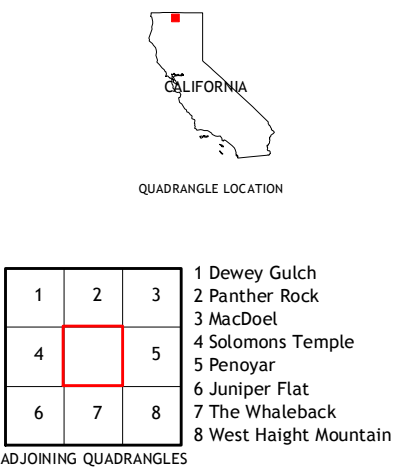 CALIFORNIA
QUADRANGLE LOCATION
1 2 3
4 5
6 7 8
1 Dewey Gulch
2 Panther Rock
3 MacDoel
4 Solomons Temple
5 Penoyar
6 Juniper Flat
7 The Whaleback
8 West Haight Mountain
ADJOINING QUADRANGLES